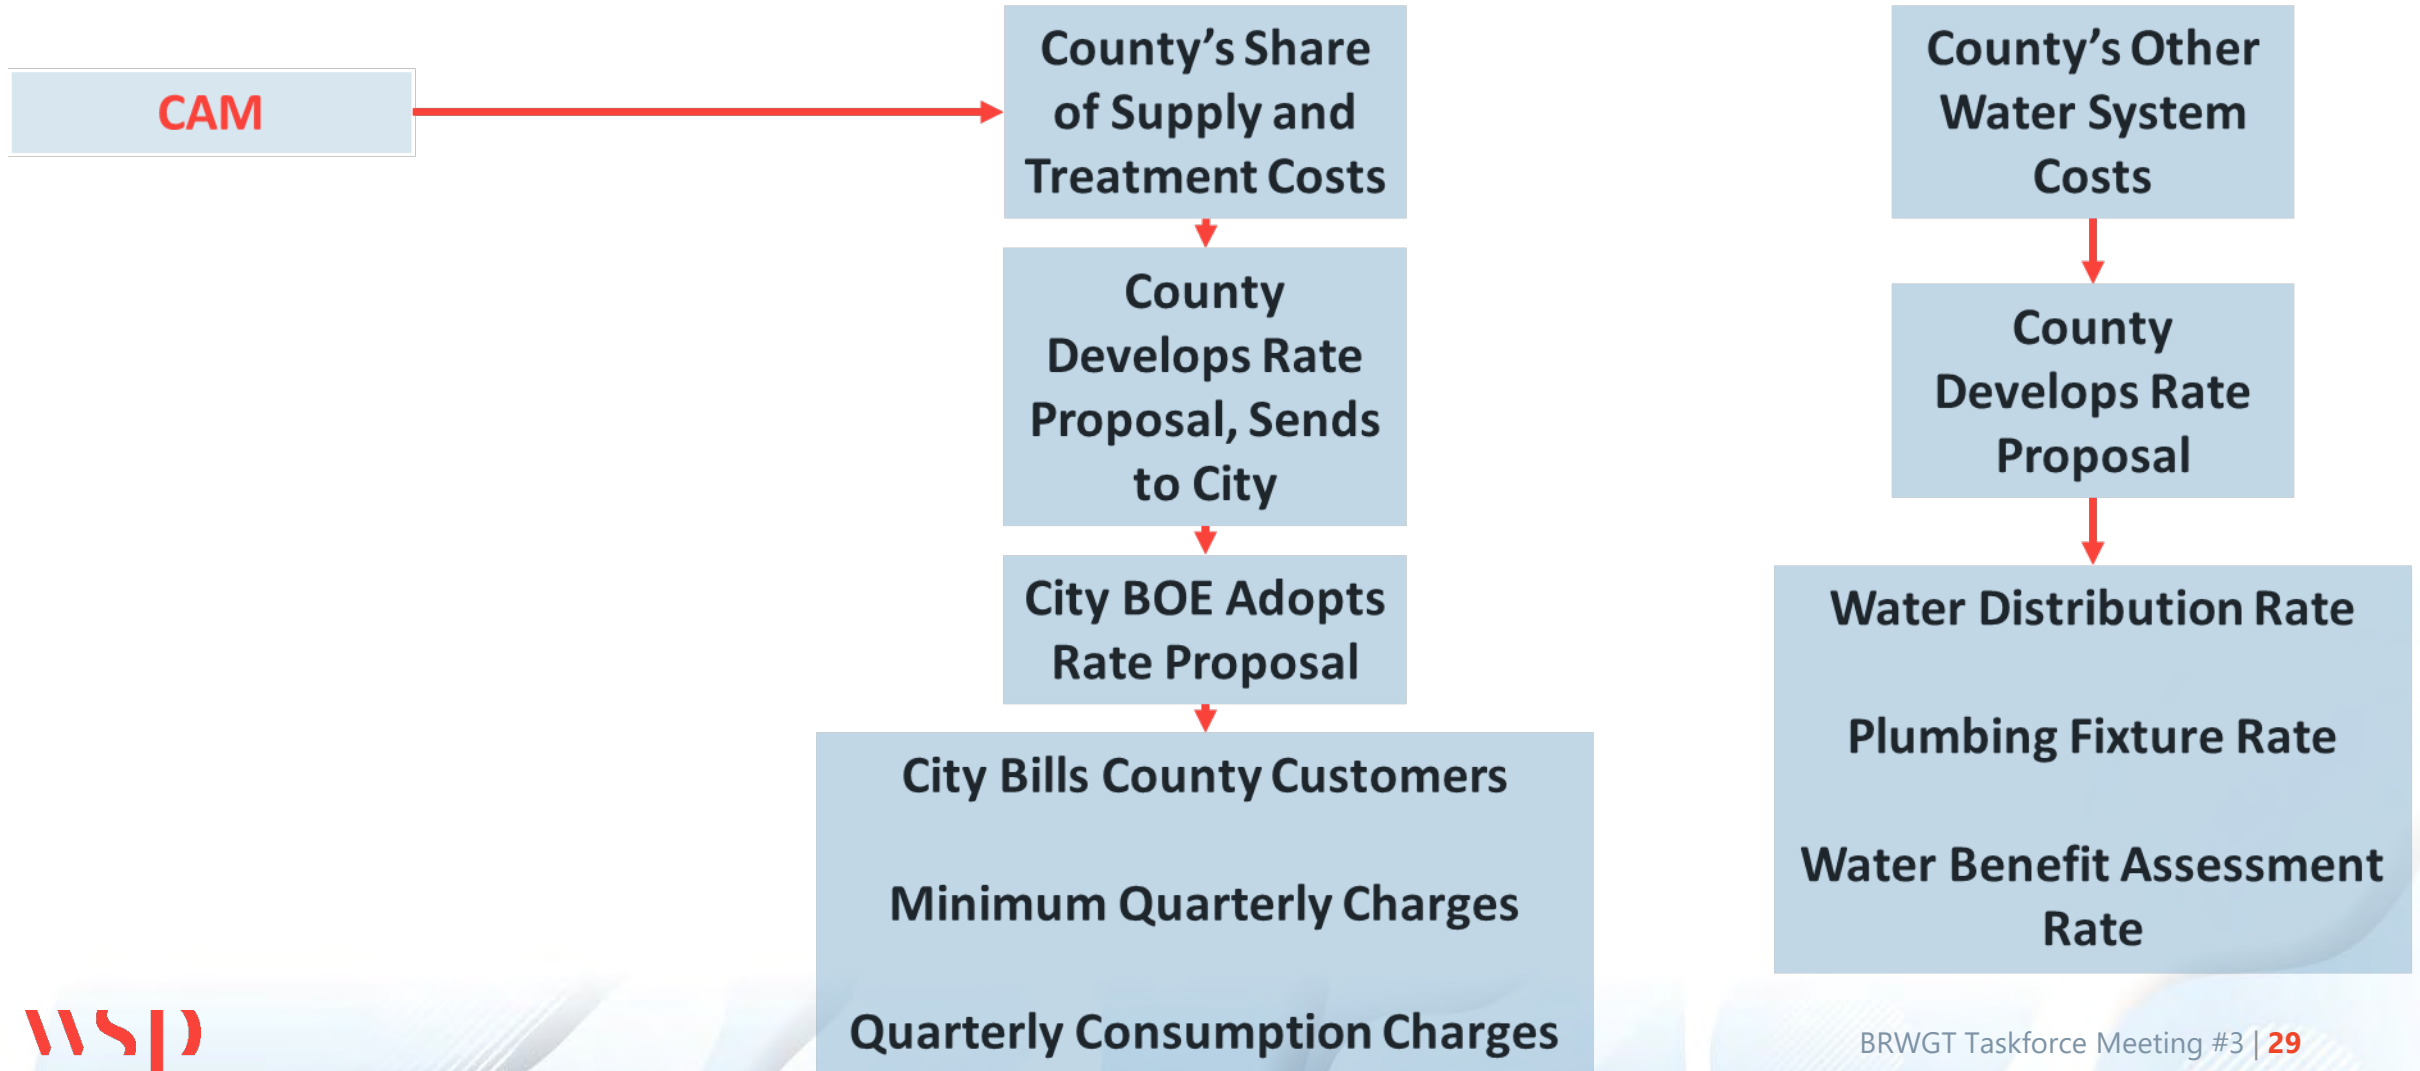 CAM
County's Share
of Supply and
Treatment Costs
County
Develops Rate
Proposal, Sends
to City
City BOE Adopts
Rate Proposal
City Bills County Customers
Minimum Quarterly Charges
Quarterly Consumption Charges
County's Other
Water System
Costs
County
Develops Rate
Proposal
Water Distribution Rate
Plumbing Fixture Rate
Water Benefit Assessment
Rate
wsp
BRWGT Taskforce Meeting #3 | 29